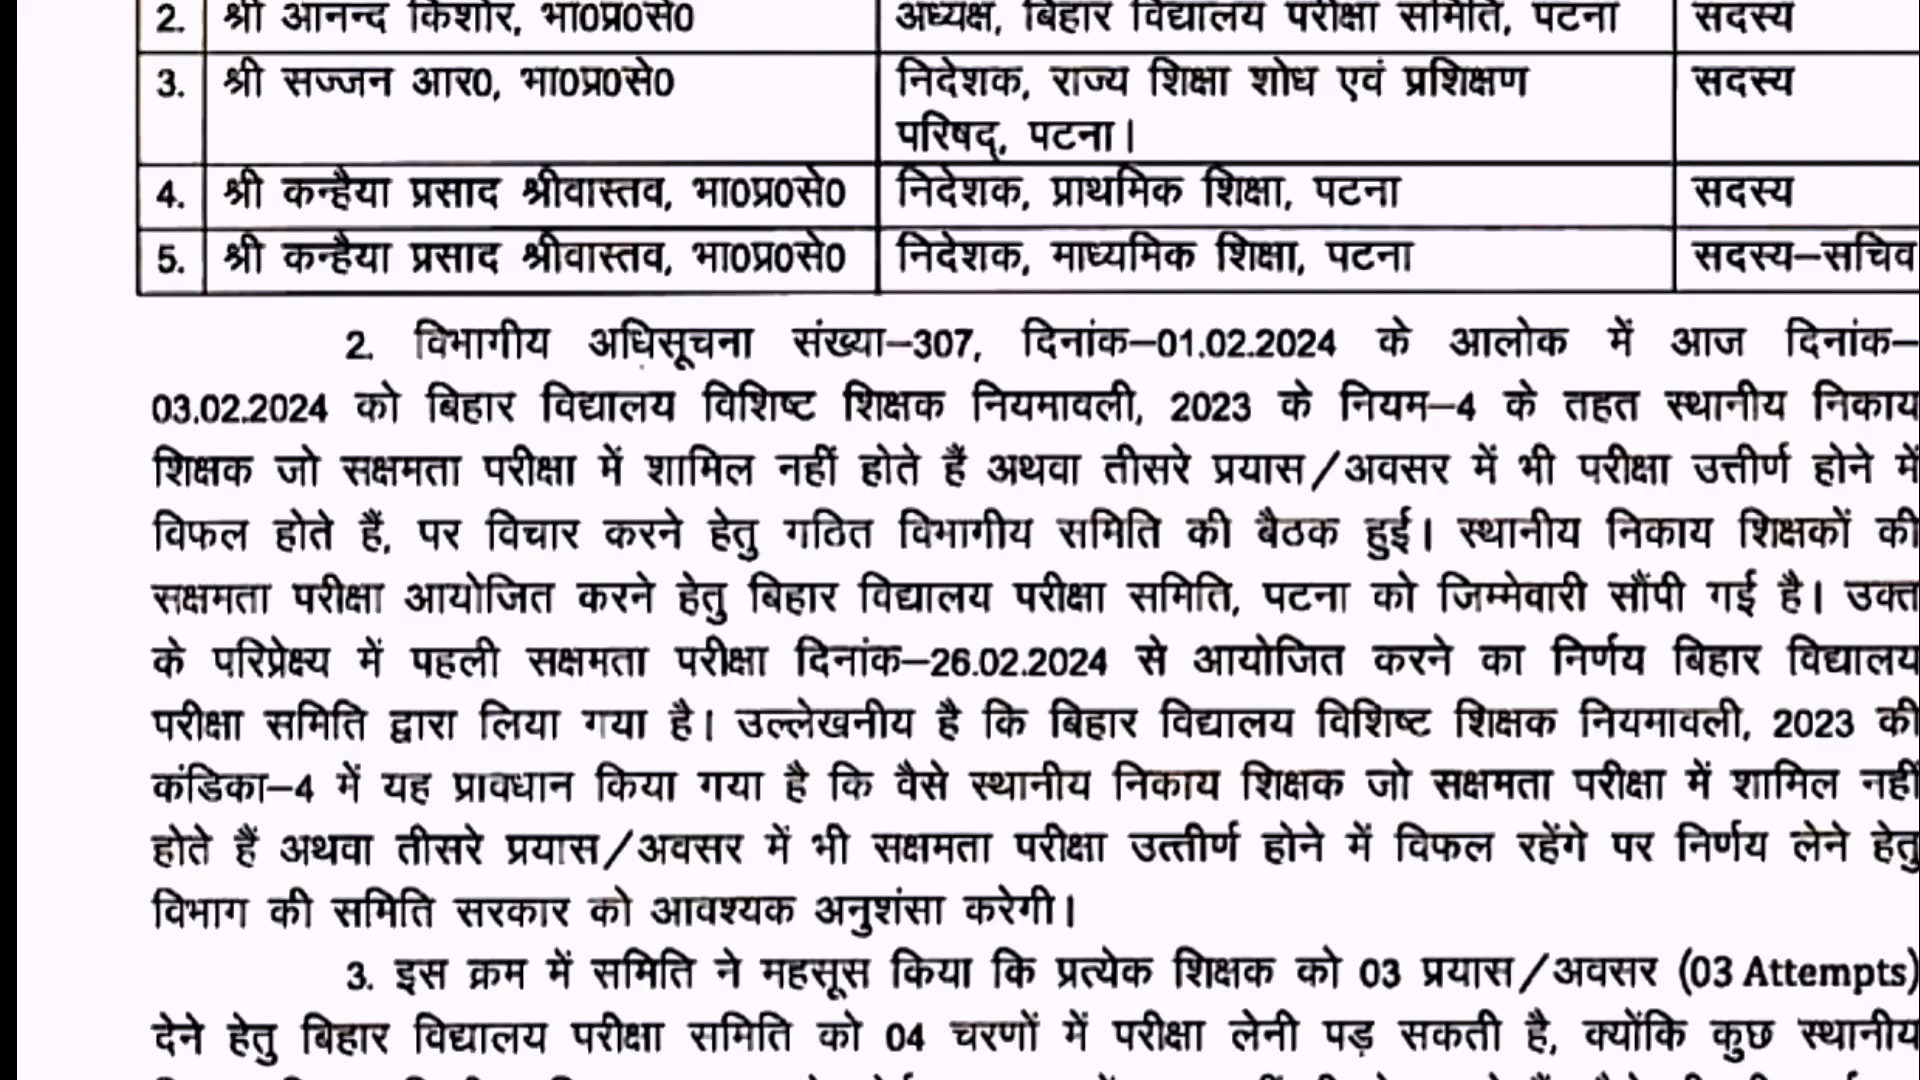 2. श्री आनन्द किशोर, भा0प्र0से0 अध्यक्ष, बिहार विद्यालय परीक्षा समिति, पटना सदस्य
3. श्री सज्जन आर0, भा0प्र0से0 निदेशक, राज्य शिक्षा शोध एवं प्रशिक्षण सदस्य
परिषद्, पटना।
4. श्री कन्हैया प्रसाद श्रीवास्तव, भा0प्र0से0 निदेशक, प्राथमिक शिक्षा, पटना सदस्य
5. श्री कन्हैया प्रसाद श्रीवास्तव, भा0प्र0से0 निदेशक, माध्यमिक शिक्षा, पटना सदस्य–सचिव
2. विभागीय अधिसूचना संख्या–307, दिनांक–01.02.2024 के आलोक में आज दिनांक–
03.02.2024 को बिहार विद्यालय विशिष्ट शिक्षक नियमावली, 2023 के नियम–4 के तहत स्थानीय निकाय
शिक्षक जो सक्षमता परीक्षा में शामिल नहीं होते हैं अथवा तीसरे प्रयास/अवसर में भी परीक्षा उत्तीर्ण होने में
विफल होते हैं, पर विचार करने हेतु गठित विभागीय समिति की बैठक हुई। स्थानीय निकाय शिक्षकों की
सक्षमता परीक्षा आयोजित करने हेतु बिहार विद्यालय परीक्षा समिति, पटना को जिम्मेवारी सौंपी गई है। उक्त
के परिप्रेक्ष्य में पहली सक्षमता परीक्षा दिनांक–26.02.2024 से आयोजित करने का निर्णय बिहार विद्यालय
परीक्षा समिति द्वारा लिया गया है। उल्लेखनीय है कि बिहार विद्यालय विशिष्ट शिक्षक नियमावली, 2023 की
कंडिका–4 में यह प्रावधान किया गया है कि वैसे स्थानीय निकाय शिक्षक जो सक्षमता परीक्षा में शामिल नहीं
होते हैं अथवा तीसरे प्रयास/अवसर में भी सक्षमता परीक्षा उत्तीर्ण होने में विफल रहेंगे पर निर्णय लेने हेतु
विभाग की समिति सरकार को आवश्यक अनुशंसा करेगी।
3. इस क्रम में समिति ने महसूस किया कि प्रत्येक शिक्षक को 03 प्रयास/अवसर (03 Attempts)
देने हेतु बिहार विद्यालय परीक्षा समिति को 04 चरणों में परीक्षा लेनी पड़ सकती है, क्योंकि कुछ स्थानीय